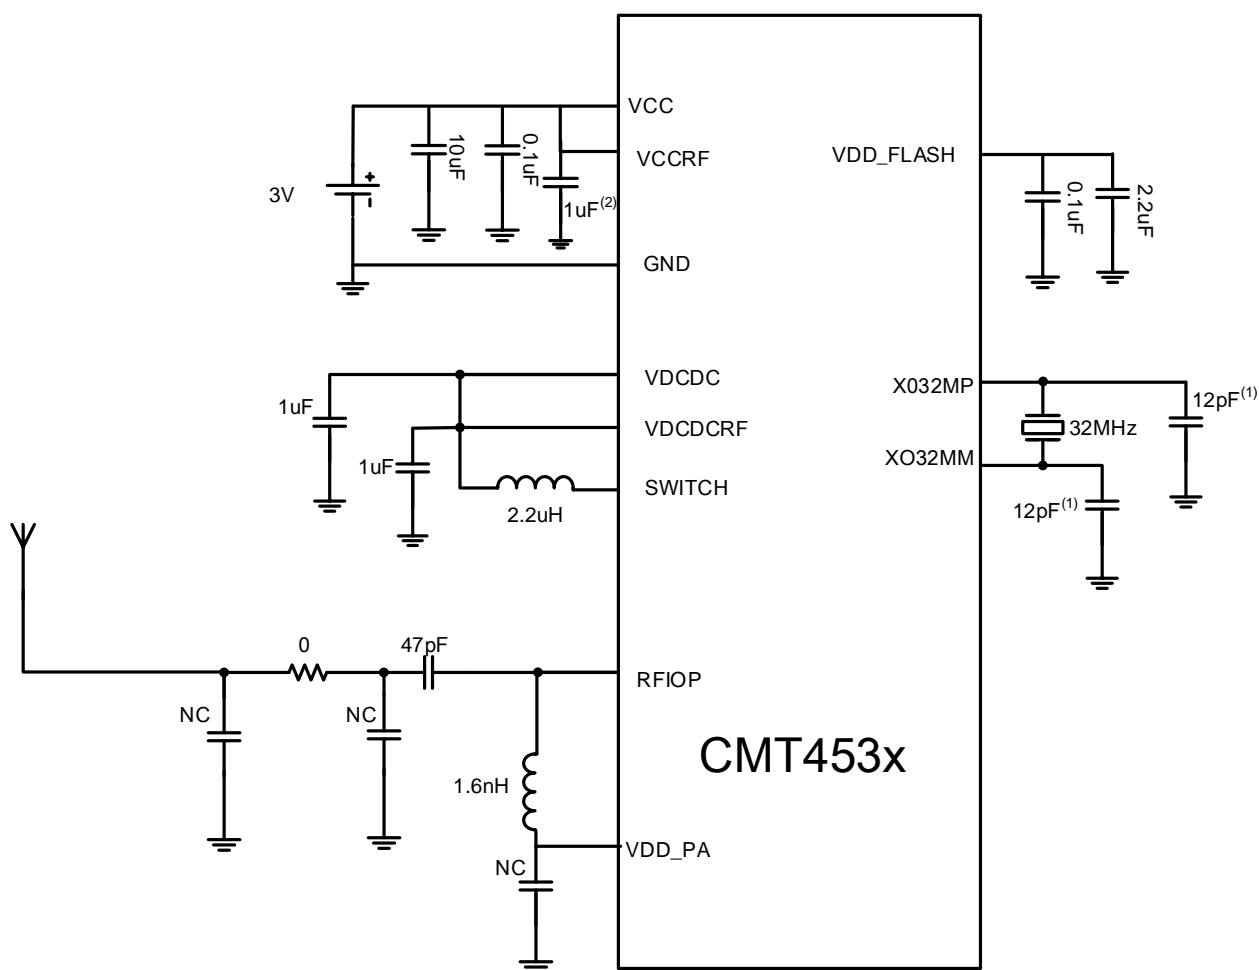 VCC
10uF
0.1uF
VCCRF
VDD_FLASH
3V
+
-
1uF(2)
0.1uF
2.2uF
GND
VDCDC
X032MP
12pF(1)
1uF
VDCDCRF
32MHz
1uF
XO32MM
SWITCH
2.2uH
12pF(1)
0
47pF
RFIOP
NC
NC
CMT453x
1.6nH
VDD_PA
NC